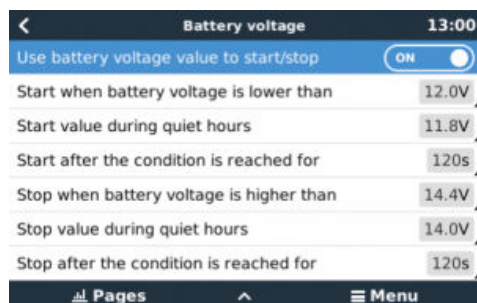 Battery voltage 13:00
Use battery voltage value to start/stop ON
Start when battery voltage is lower than 12.0V
Start value during quiet hours 11.8V
Start after the condition is reached for 120s
Stop when battery voltage is higher than 14.4V
Stop value during quiet hours 14.0V
Stop after the condition is reached for 120s
Pages Menu